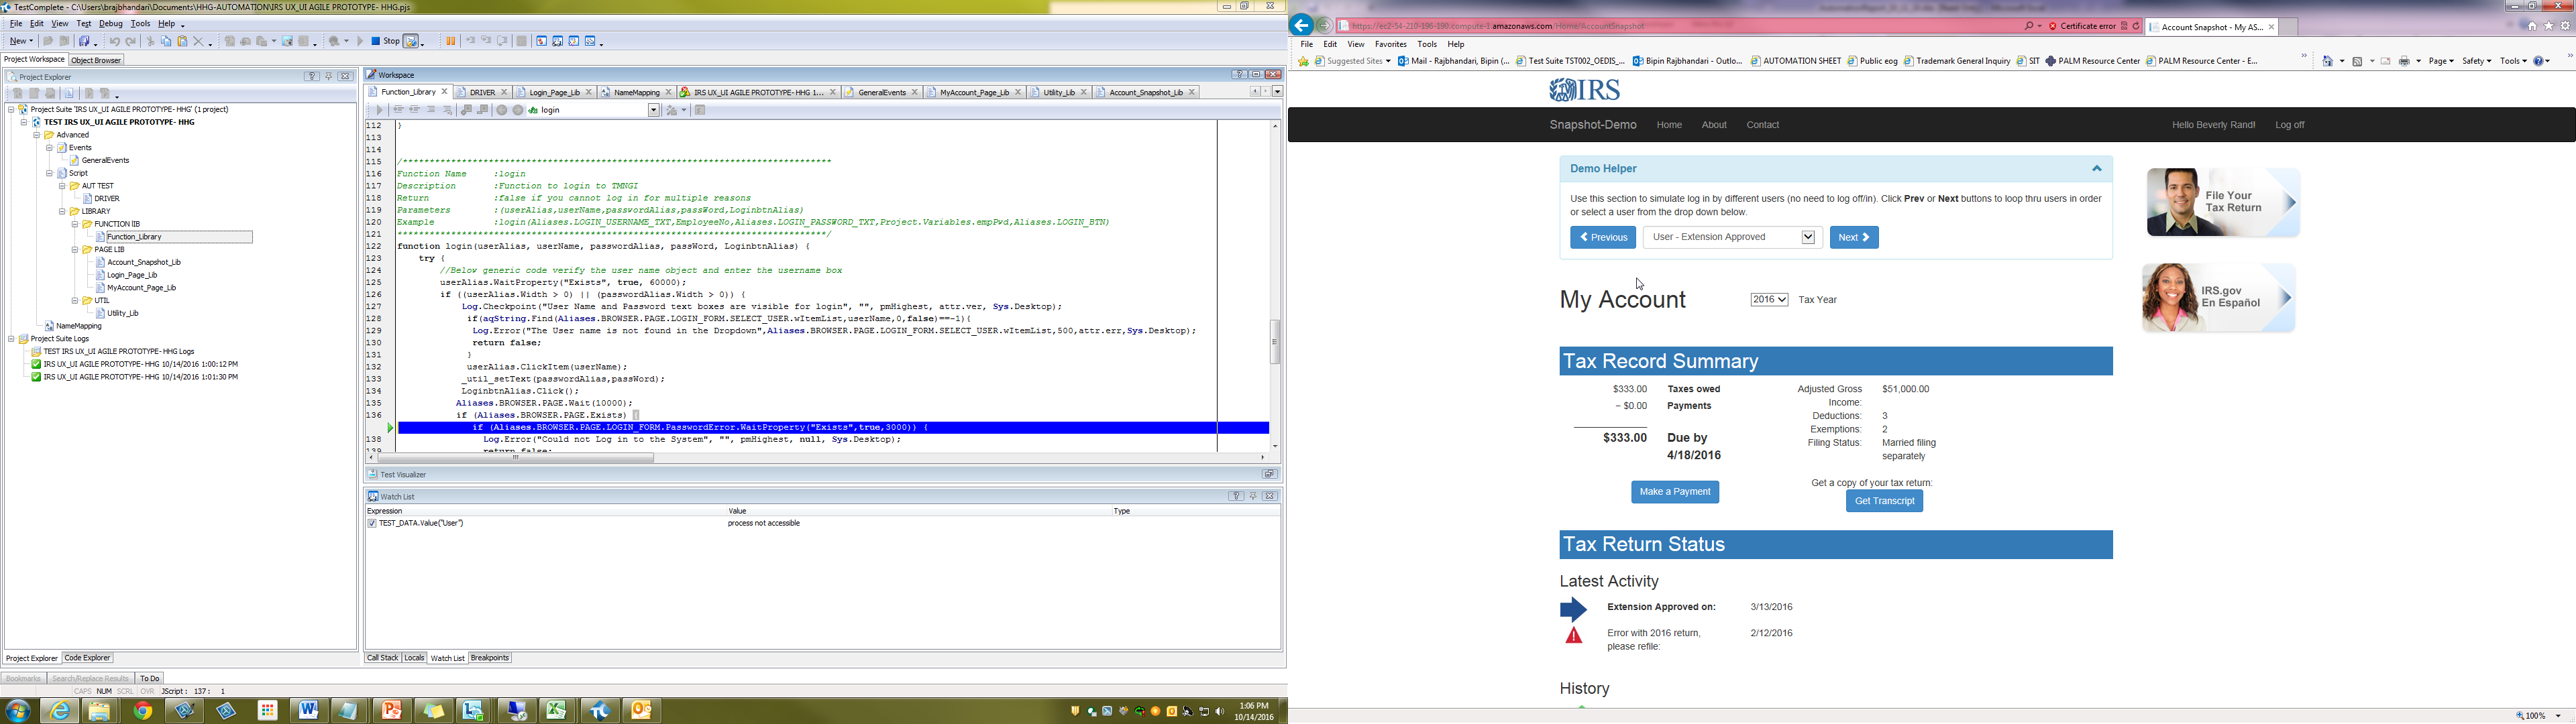 TestComplete - C:\Users\brajbhandari\Documents\HHG-AUTOMATION\IRS UX_UI AGILE PROTOTYPE- HHG.pjs
File Edit View Test Debug Tools Help
New Stop
Project Workspace Object Browser
Project Explorer
Project Suite 'IRS UX_UI AGILE PROTOTYPE-HHG' (1 project)
TEST IRS UX_UI AGILE PROTOTYPE- HHG
Advanced
Events
GeneralEvents
Script
AUT TEST
DRIVER
LIBRARY
FUNCTION lIB
Function_Library
PAGE LIB
Account_Snapshot_Lib
Login_Page_Lib
MyAccount_Page_Lib
UTIL
Utility_Lib
NameMapping
Project Suite Logs
TEST IRS UX_UI AGILE PROTOTYPE- HHG Logs
IRS UX_UI AGILE PROTOTYPE- HHG 10/14/2016 1:00:12 PM
IRS UX_UI AGILE PROTOTYPE- HHG 10/14/2016 1:01:30 PM
Project Explorer Code Explorer
Workspace
Function_Library DRIVER Login_Page_Lib NameMapping IRS UX_UI AGILE PROTOTYPE- HHG 1... GeneralEvents MyAccount_Page_Lib Utility_Lib Account_Snapshot_Lib
login
112 }
113
114
115 /********************************************************************************
116 Function Name :login
117 Description :Function to login to TMNGI
118 Return :false if you cannot log in for multiple reasons
119 Parameters : (userAlias,userName,passwordAlias,passWord,LoginbtnAlias)
120 Example :login(Aliases.LOGIN_USERNAME_TXT,EmployeeNo,Aliases.LOGIN_PASSWORD_TXT,Project.Variables.empPwd,Aliases.LOGIN_BTN)
121 ********************************************************************************/
122 function login(userAlias, userName, passwordAlias, passWord, LoginbtnAlias) {
123 try {
124 //Below generic code verify the user name object and enter the username box
125 userAlias.WaitProperty("Exists", true, 60000);
126 if ((userAlias.Width > 0) || (passwordAlias.Width > 0)) {
127 Log.Checkpoint("User Name and Password text boxes are visible for login", "", pmHighest, attr.ver, Sys.Desktop);
128 if(aqString.Find(Aliases.BROWSER.PAGE.LOGIN_FORM.SELECT_USER.wItemList,userName,0,false)==-1){
129 Log.Error("The User name is not found in the Dropdown",Aliases.BROWSER.PAGE.LOGIN_FORM.SELECT_USER.wItemList,500,attr.err,Sys.Desktop);
130 return false;
131 }
132 userAlias.ClickItem(userName);
133 _util_setText(passwordAlias,passWord);
134 LoginbtnAlias.Click();
135 Aliases.BROWSER.PAGE.Wait(10000);
136 if (Aliases.BROWSER.PAGE.Exists) {
if (Aliases.BROWSER.PAGE.LOGIN_FORM.PasswordError.WaitProperty("Exists",true,3000)) {
138 Log.Error("Could not Log in to the System", "", pmHighest, null, Sys.Desktop);
139 return false;
Test Visualizer
Watch List
Expression Value Type
TEST_DATA.Value("User") process not accessible
Call Stack Locals Watch List Breakpoints
Bookmarks Search/Replace Results To Do
CAPS NUM SCRL OVR JScript: 137: 1
1:06 PM
10/14/2016
https://ec2-54-210-196-190.compute-1.amazonaws.com/Home/AccountSnapshot Certificate error Account Snapshot - My AS...
File Edit View Favorites Tools Help
Suggested Sites Mail - Rajbhandari, Bipin (... Test Suite TST002_OEDIS_... Bipin Rajbhandari - Outlo... AUTOMATION SHEET Public eog Trademark General Inquiry SIT PALM Resource Center PALM Resource Center - E... Page Safety Tools
IRS
Snapshot-Demo Home About Contact Hello Beverly Rand! Log off
Demo Helper
Use this section to simulate log in by different users (no need to log off/in). Click Prev or Next buttons to loop thru users in order
or select a user from the drop down below.
Previous User - Extension Approved Next
My Account 2016 Tax Year
Tax Record Summary
$333.00 Taxes owed Adjusted Gross Income: $51,000.00
− $0.00 Payments Deductions: 3
Exemptions: 2
$333.00 Due by 4/18/2016 Filing Status: Married filing separately
Get a copy of your tax return:
Make a Payment Get Transcript
Tax Return Status
Latest Activity
Extension Approved on: 3/13/2016
Error with 2016 return, 2/12/2016
please refile:
History
File Your
Tax Return
IRS.gov
En Español
100%